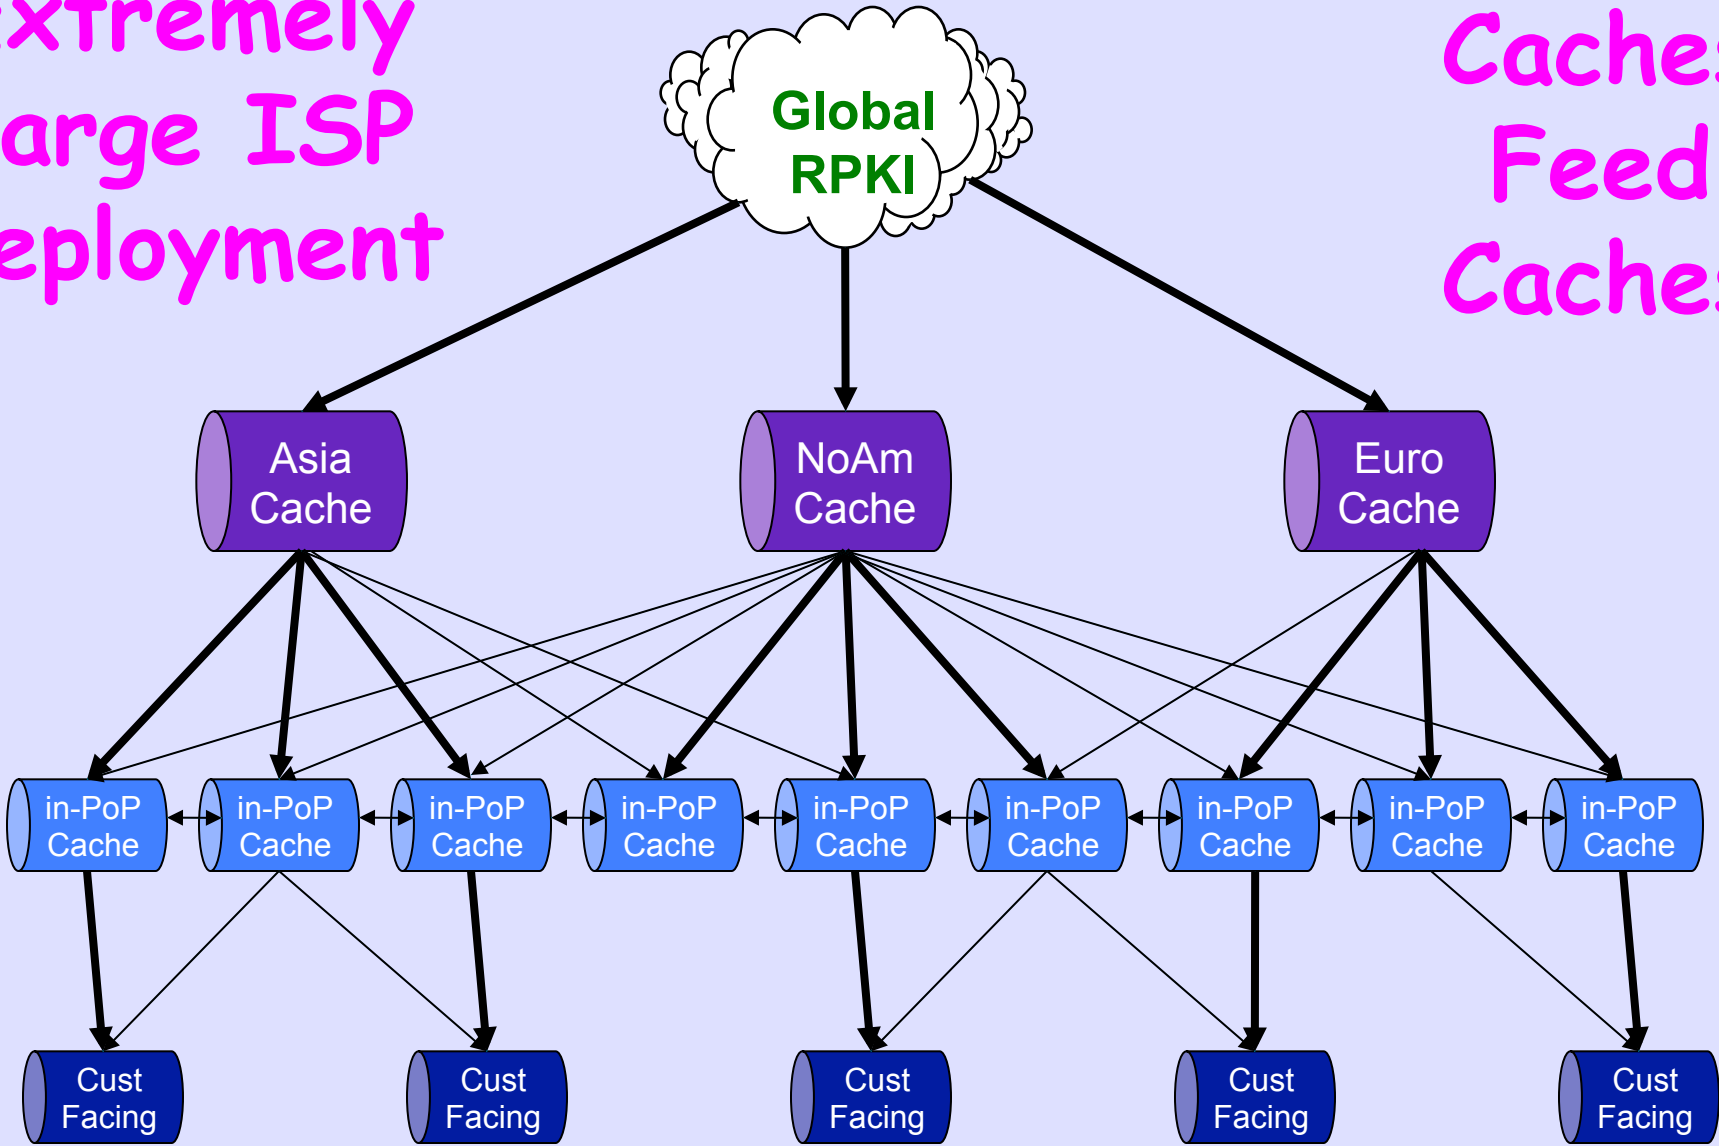 xtremely
arge ISP
eployment
Caches
Feed
Caches
Global
RPKI
Asia
Cache
NoAm
Cache
Euro
Cache
in-PoP
Cache
in-PoP
Cache
in-PoP
Cache
in-PoP
Cache
in-PoP
Cache
in-PoP
Cache
in-PoP
Cache
in-PoP
Cache
in-PoP
Cache
Cust
Facing
Cust
Facing
Cust
Facing
Cust
Facing
Cust
Facing